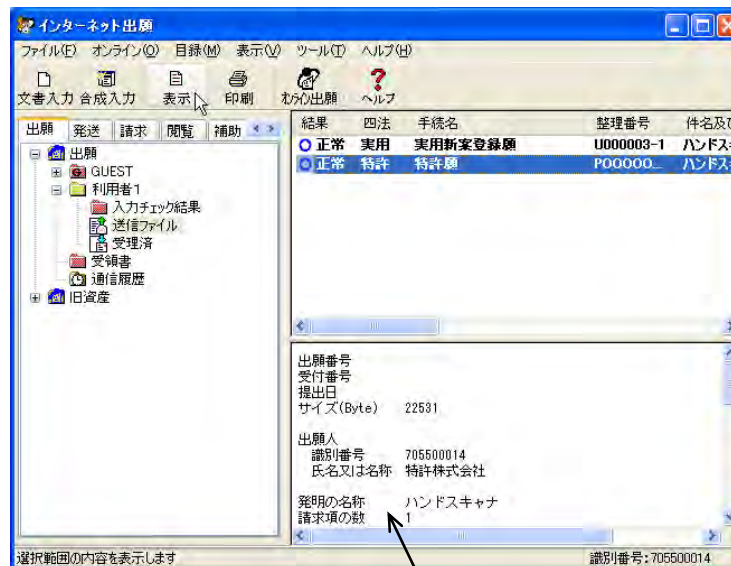 インターネット出願
ファイル(F) オンライン(O) 目録(M) 表示(V) ツール(T) ヘルプ(H)
文書入力 合成入力 表示 印刷 オンライン出願 ヘルプ
出願 発送 請求 閲覧 補助
出願
GUEST
利用者1
入力チェック結果
送信ファイル
受理済
受領書
通信履歴
旧資産
結果 四法 手続名 整理番号 件名及び
正常 実用 実用新案登録願 U000003-1 ハンドスキ
正常 特許 特許願 P00000… ハンドスキ
出願番号
受付番号
提出日
サイズ(Byte) 22531
出願人
識別番号 705500014
氏名又は名称 特許株式会社
発明の名称 ハンドスキャナ
請求項の数 1
選択範囲の内容を表示します 識別番号:705500014